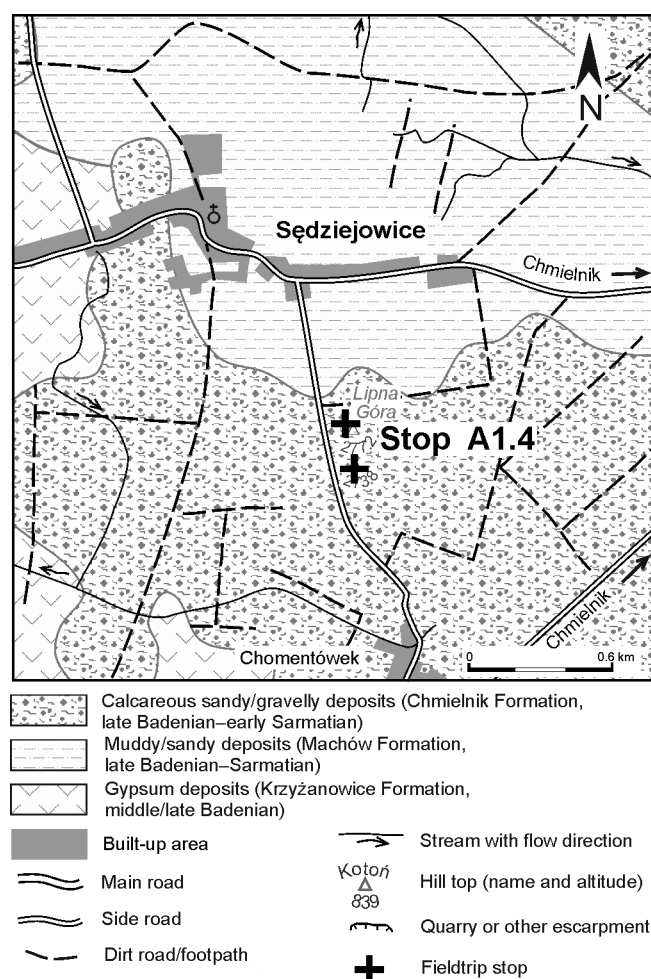 N
Sędziejowice
Chmielnik
Lipna
Góra
Stop A1.4
Chmielnik
Chomentówek
0 0.6 km
Calcareous sandy/gravelly deposits (Chmielnik Formation,
late Badenian–early Sarmatian)
Muddy/sandy deposits (Machów Formation,
late Badenian–Sarmatian)
Gypsum deposits (Krzyżanowice Formation,
middle/late Badenian)
Built-up area
Main road
Side road
Dirt road/footpath
Stream with flow direction
Kotoń
839
Hill top (name and altitude)
Quarry or other escarpment
Fieldtrip stop